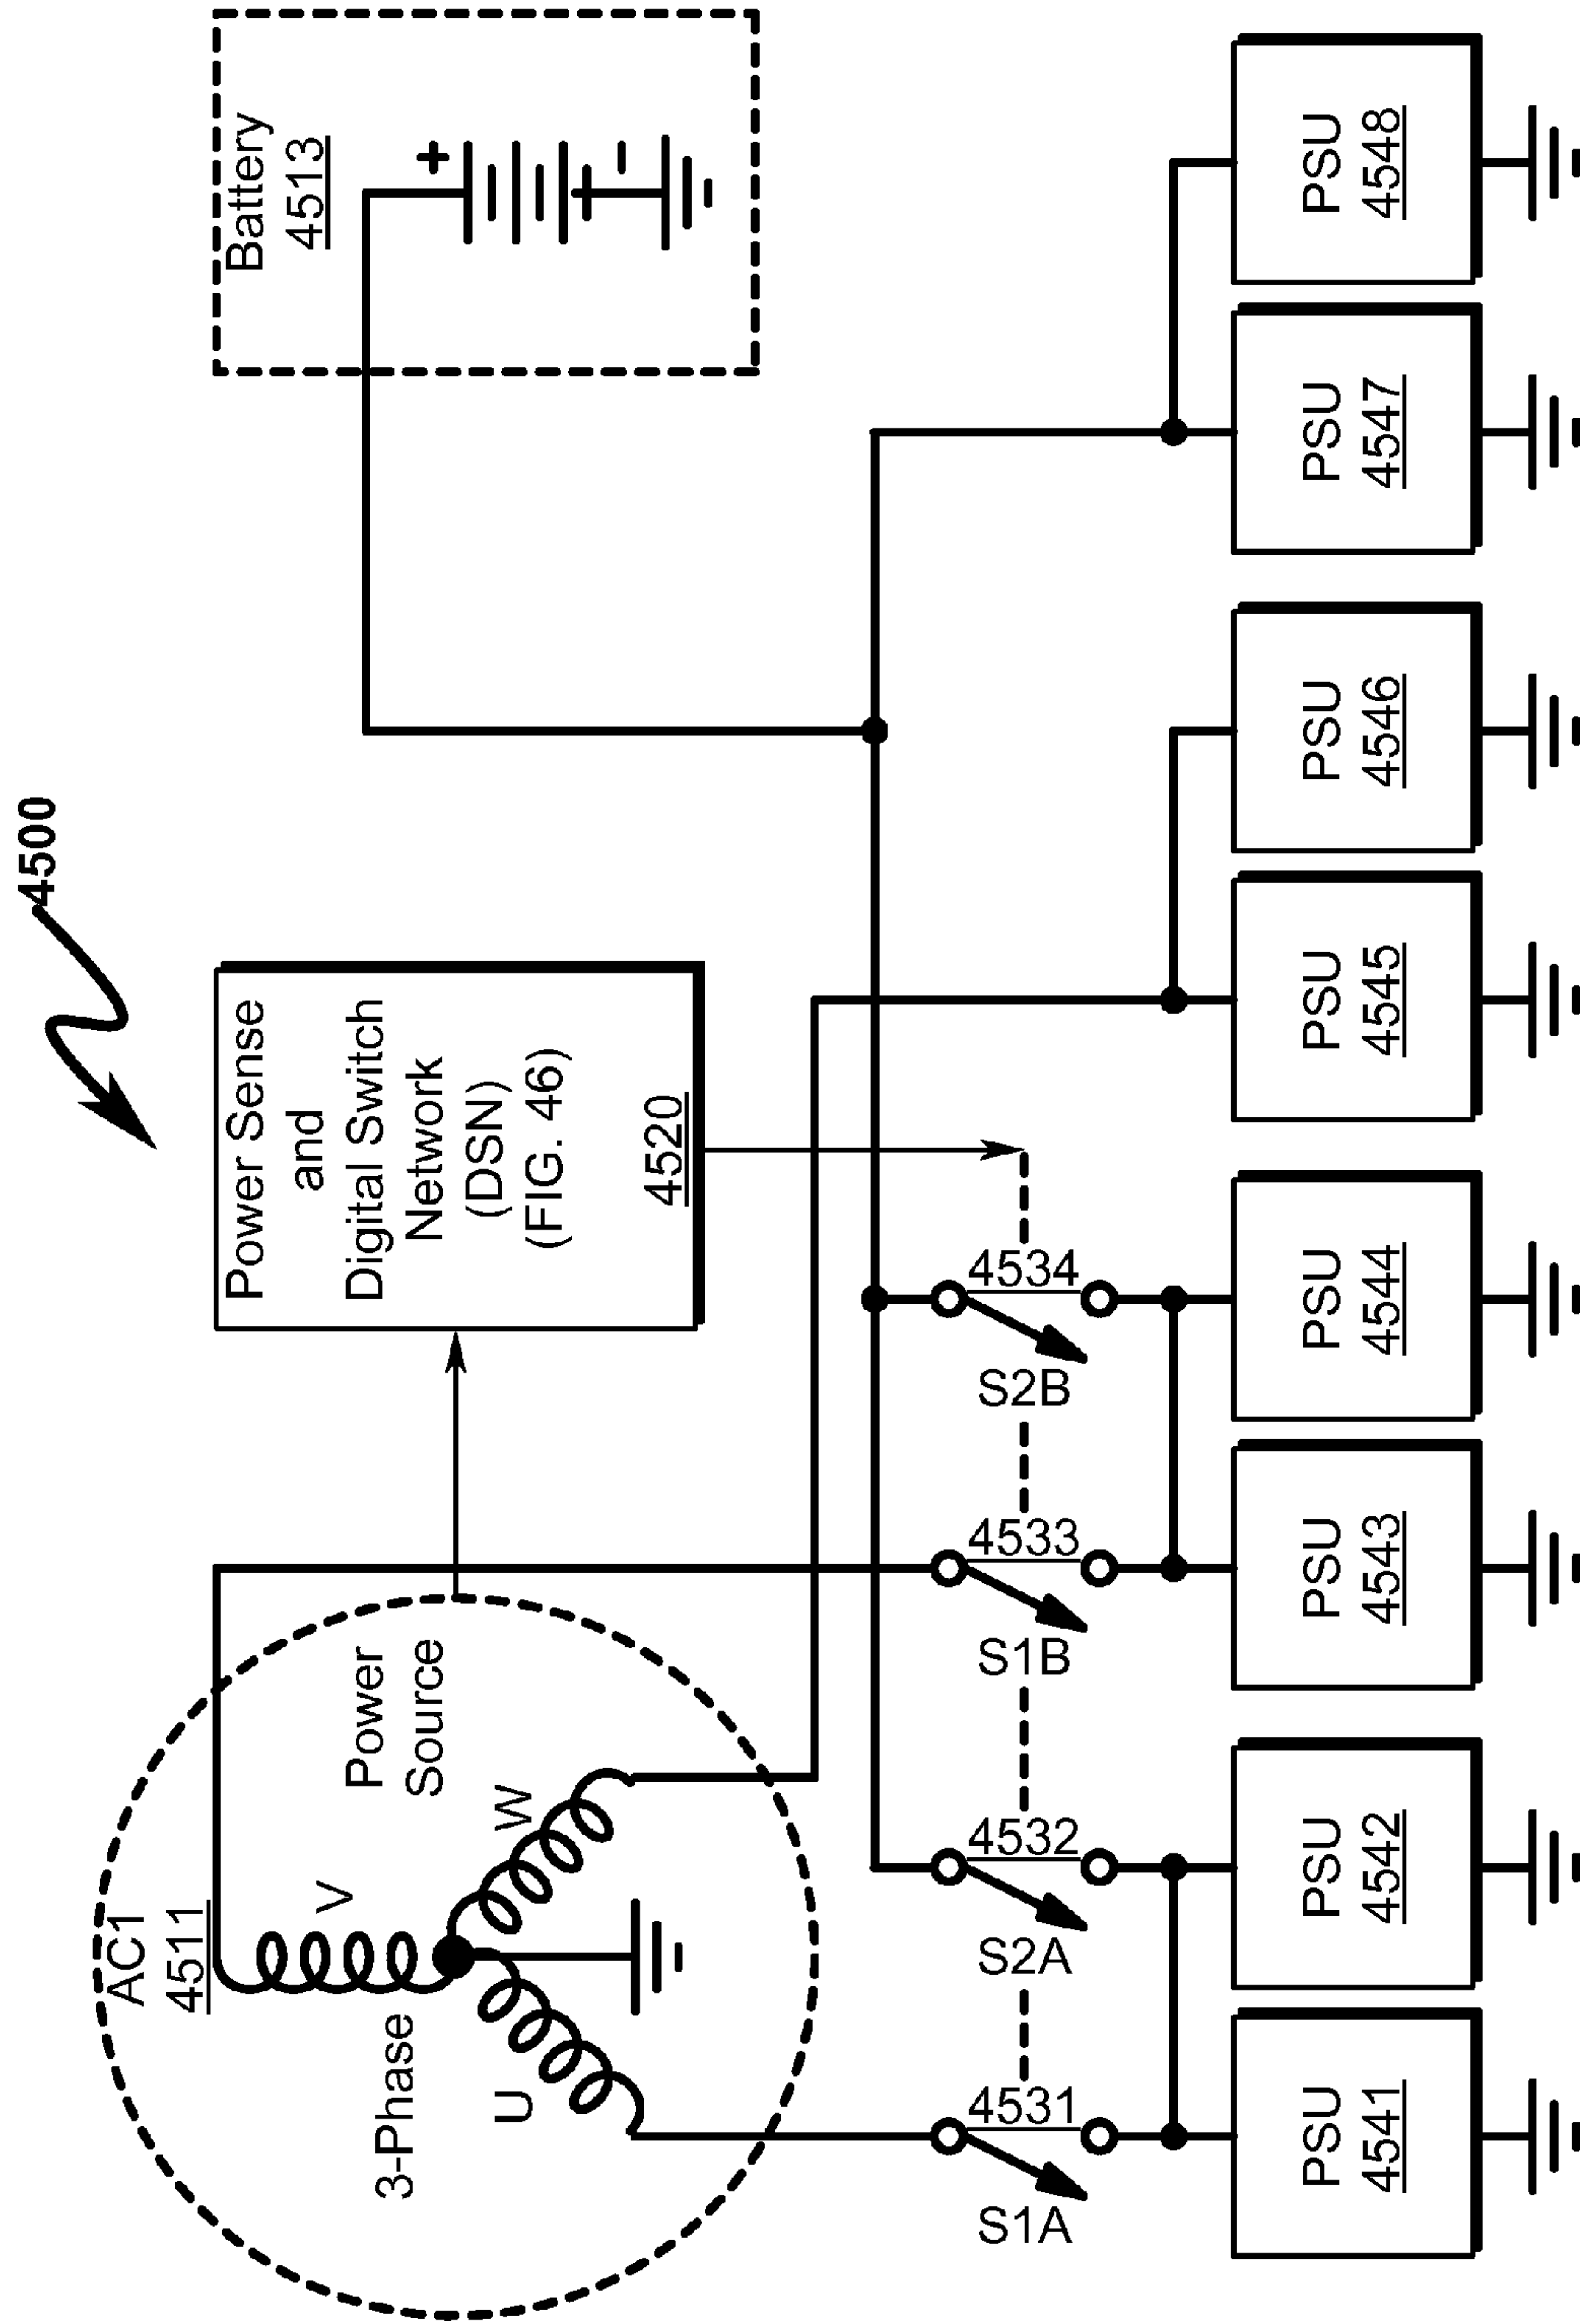 4500
AC1
4511
3-Phase
U
V
W
Power
Source
Power Sense
and
Digital Switch
Network
(DSN)
(FIG. 46)
4520
Battery
4513
+
-
S1A
4531
S2A
4532
S1B
4533
S2B
4534
PSU
4541
PSU
4542
PSU
4543
PSU
4544
PSU
4545
PSU
4546
PSU
4547
PSU
4548